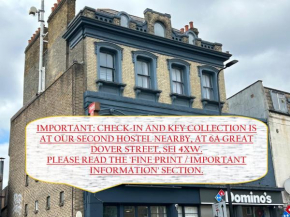 IMPORTANT: CHECK-IN AND KEY COLLECTION IS
AT OUR SECOND HOSTEL NEARBY, AT 6A GREAT
DOVER STREET, SE1 4XW,
PLEASE READ THE 'FINE PRINT / IMPORTANT
INFORMATION' SECTION.
Domino's